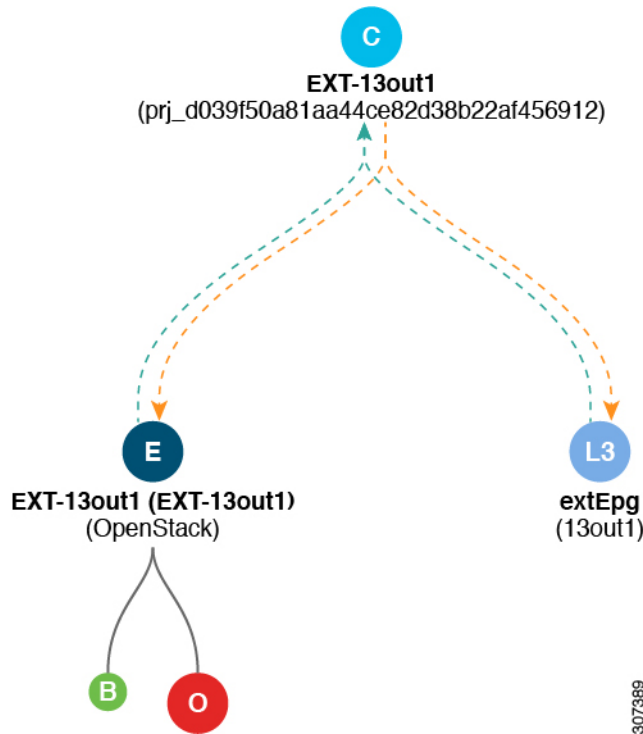 C
EXT-13out1
(prj_d039f50a81aa44ce82d38b22af456912)
E
L3
EXT-13out1 (EXT-13out1)
(OpenStack)
extEpg
(13out1)
B
O
307389